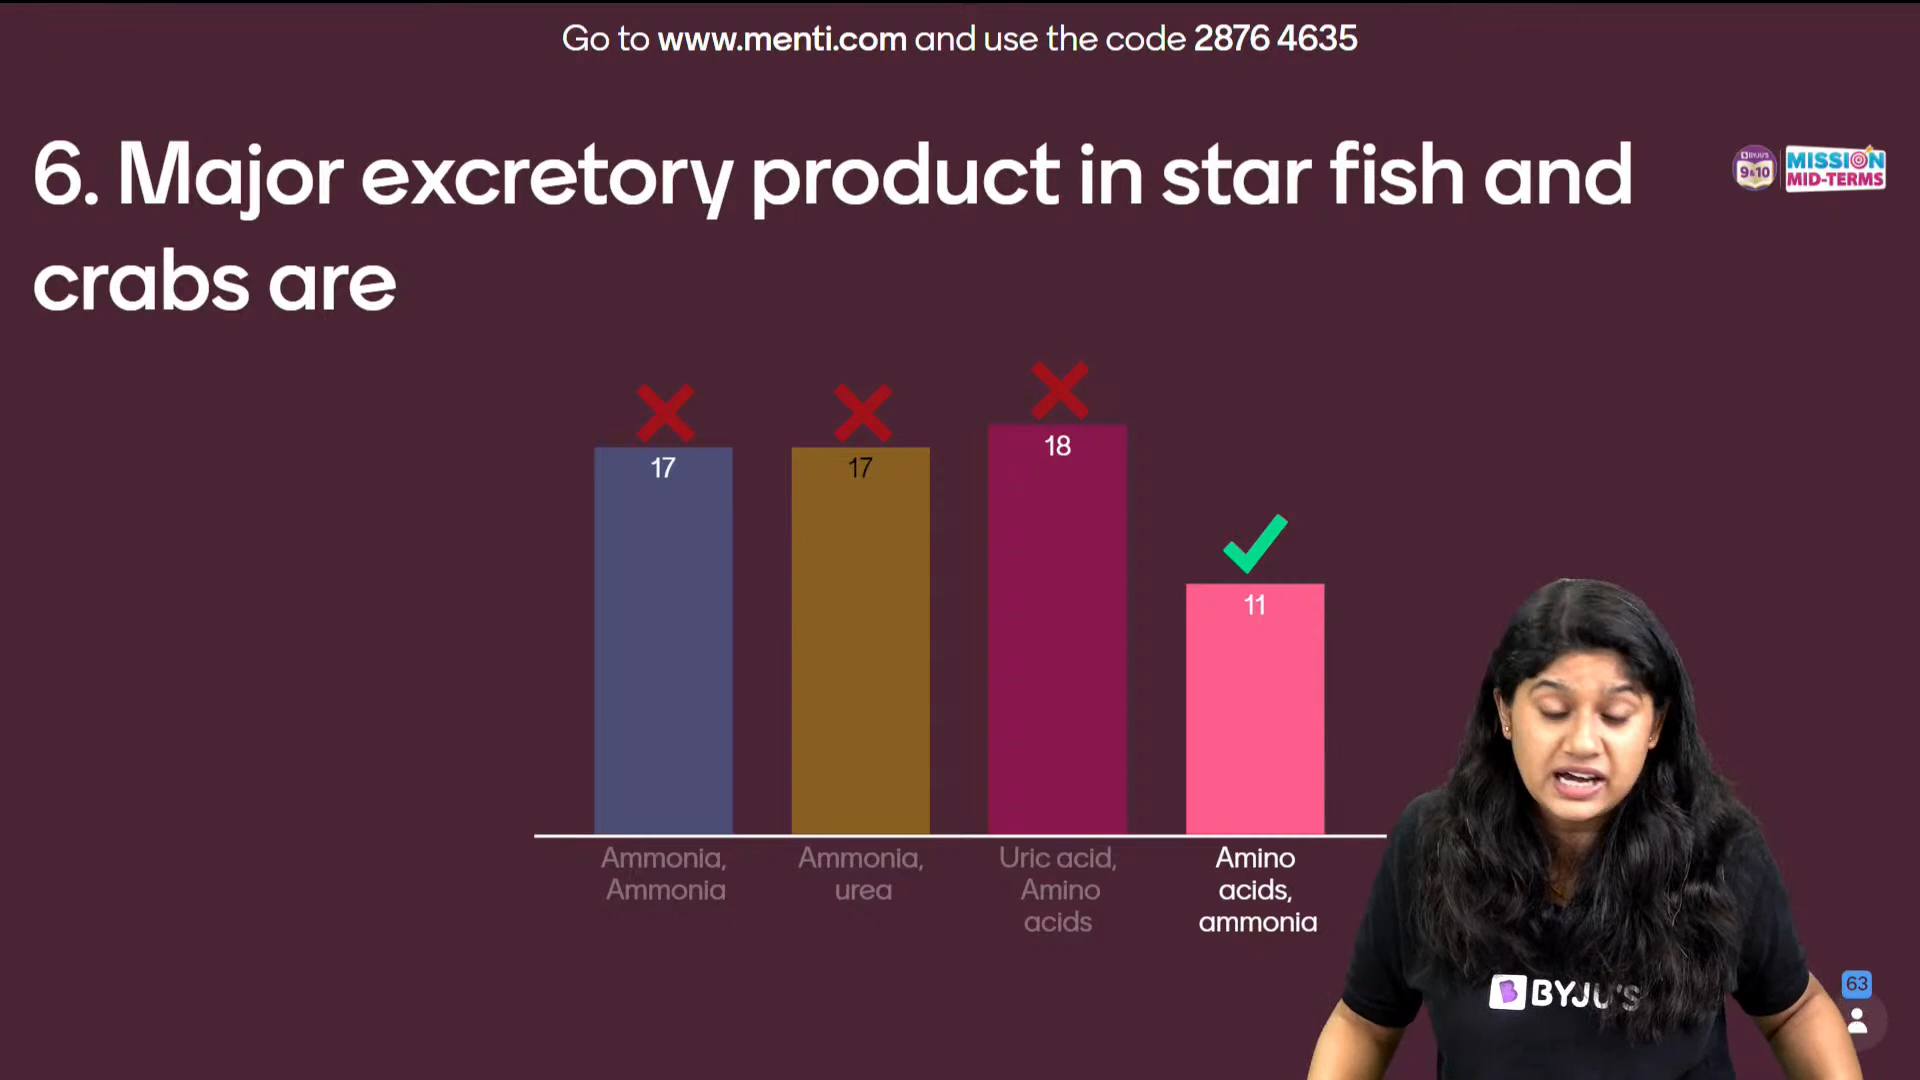 Go to www.menti.com and use the code 2876 4635
6. Major excretory product in star fish and
crabs are
BYJU'S
9&10
MISSION
MID-TERMS
17
17
18
11
Ammonia,
Ammonia
Ammonia,
urea
Uric acid,
Amino
acids
Amino
acids,
ammonia
BYJU'S
63